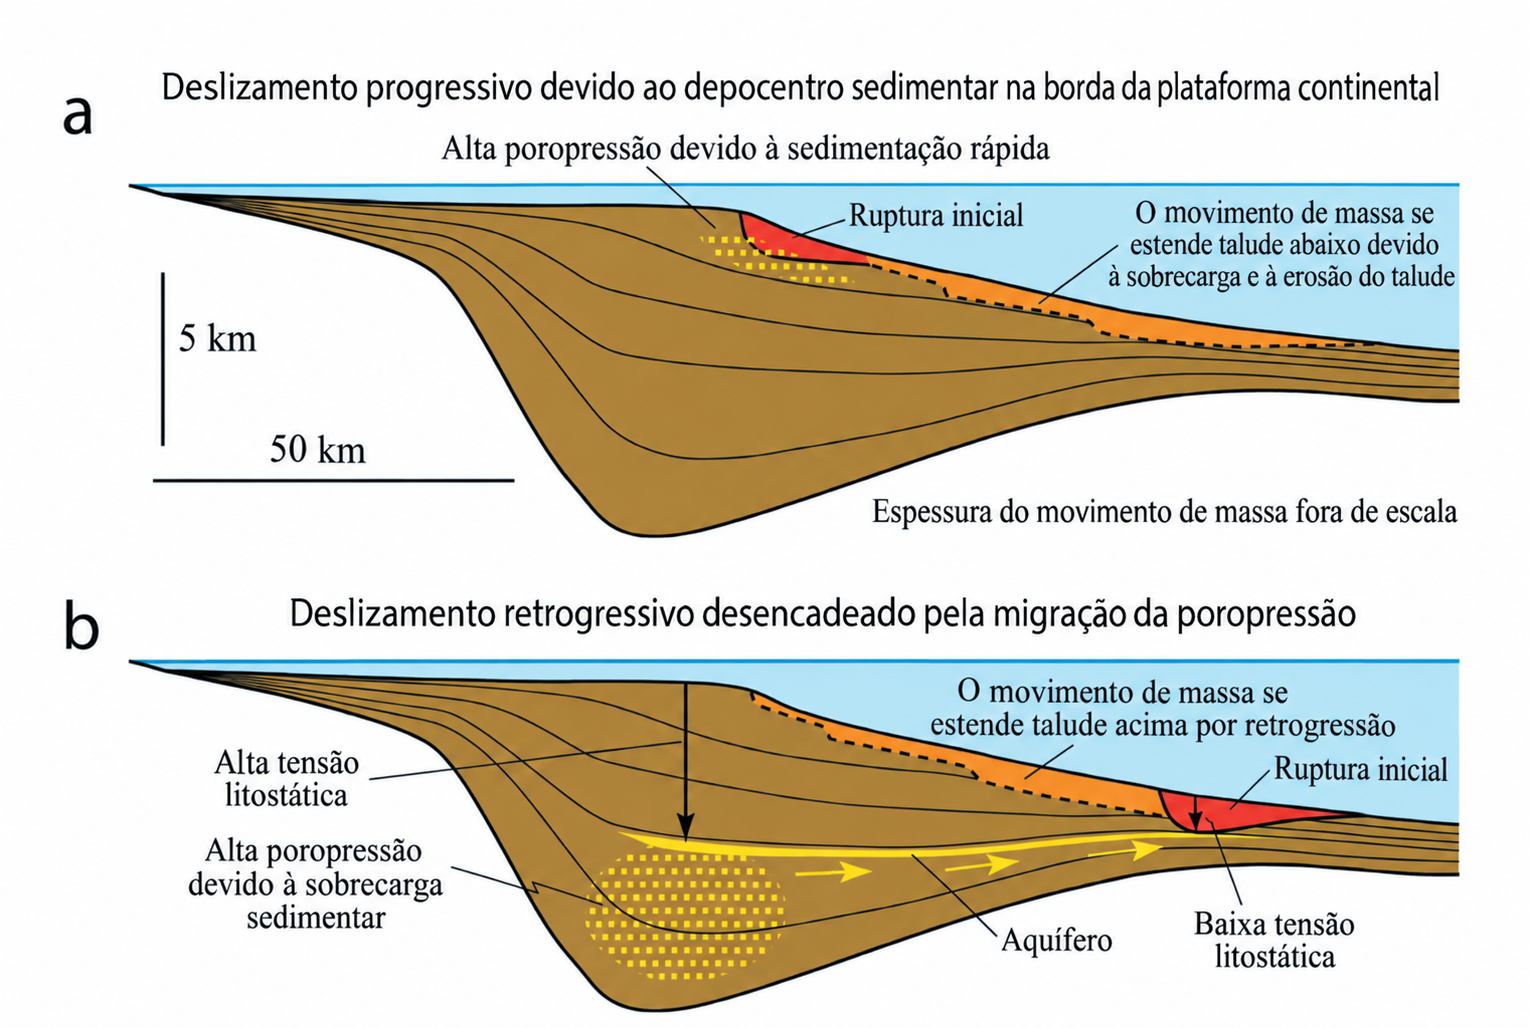 a
Deslizamento progressivo devido ao depocentro sedimentar na borda da plataforma continental
Alta poropressão devido à sedimentação rápida
Ruptura inicial
O movimento de massa se
estende talude abaixo devido
à sobrecarga e à erosão do talude
5 km
50 km
Espessura do movimento de massa fora de escala
b
Deslizamento retrogressivo desencadeado pela migração da poropressão
O movimento de massa se
estende talude acima por retrogressão
Ruptura inicial
Alta tensão
litostática
Alta poropressão
devido à sobrecarga
sedimentar
Aquífero
Baixa tensão
litostática